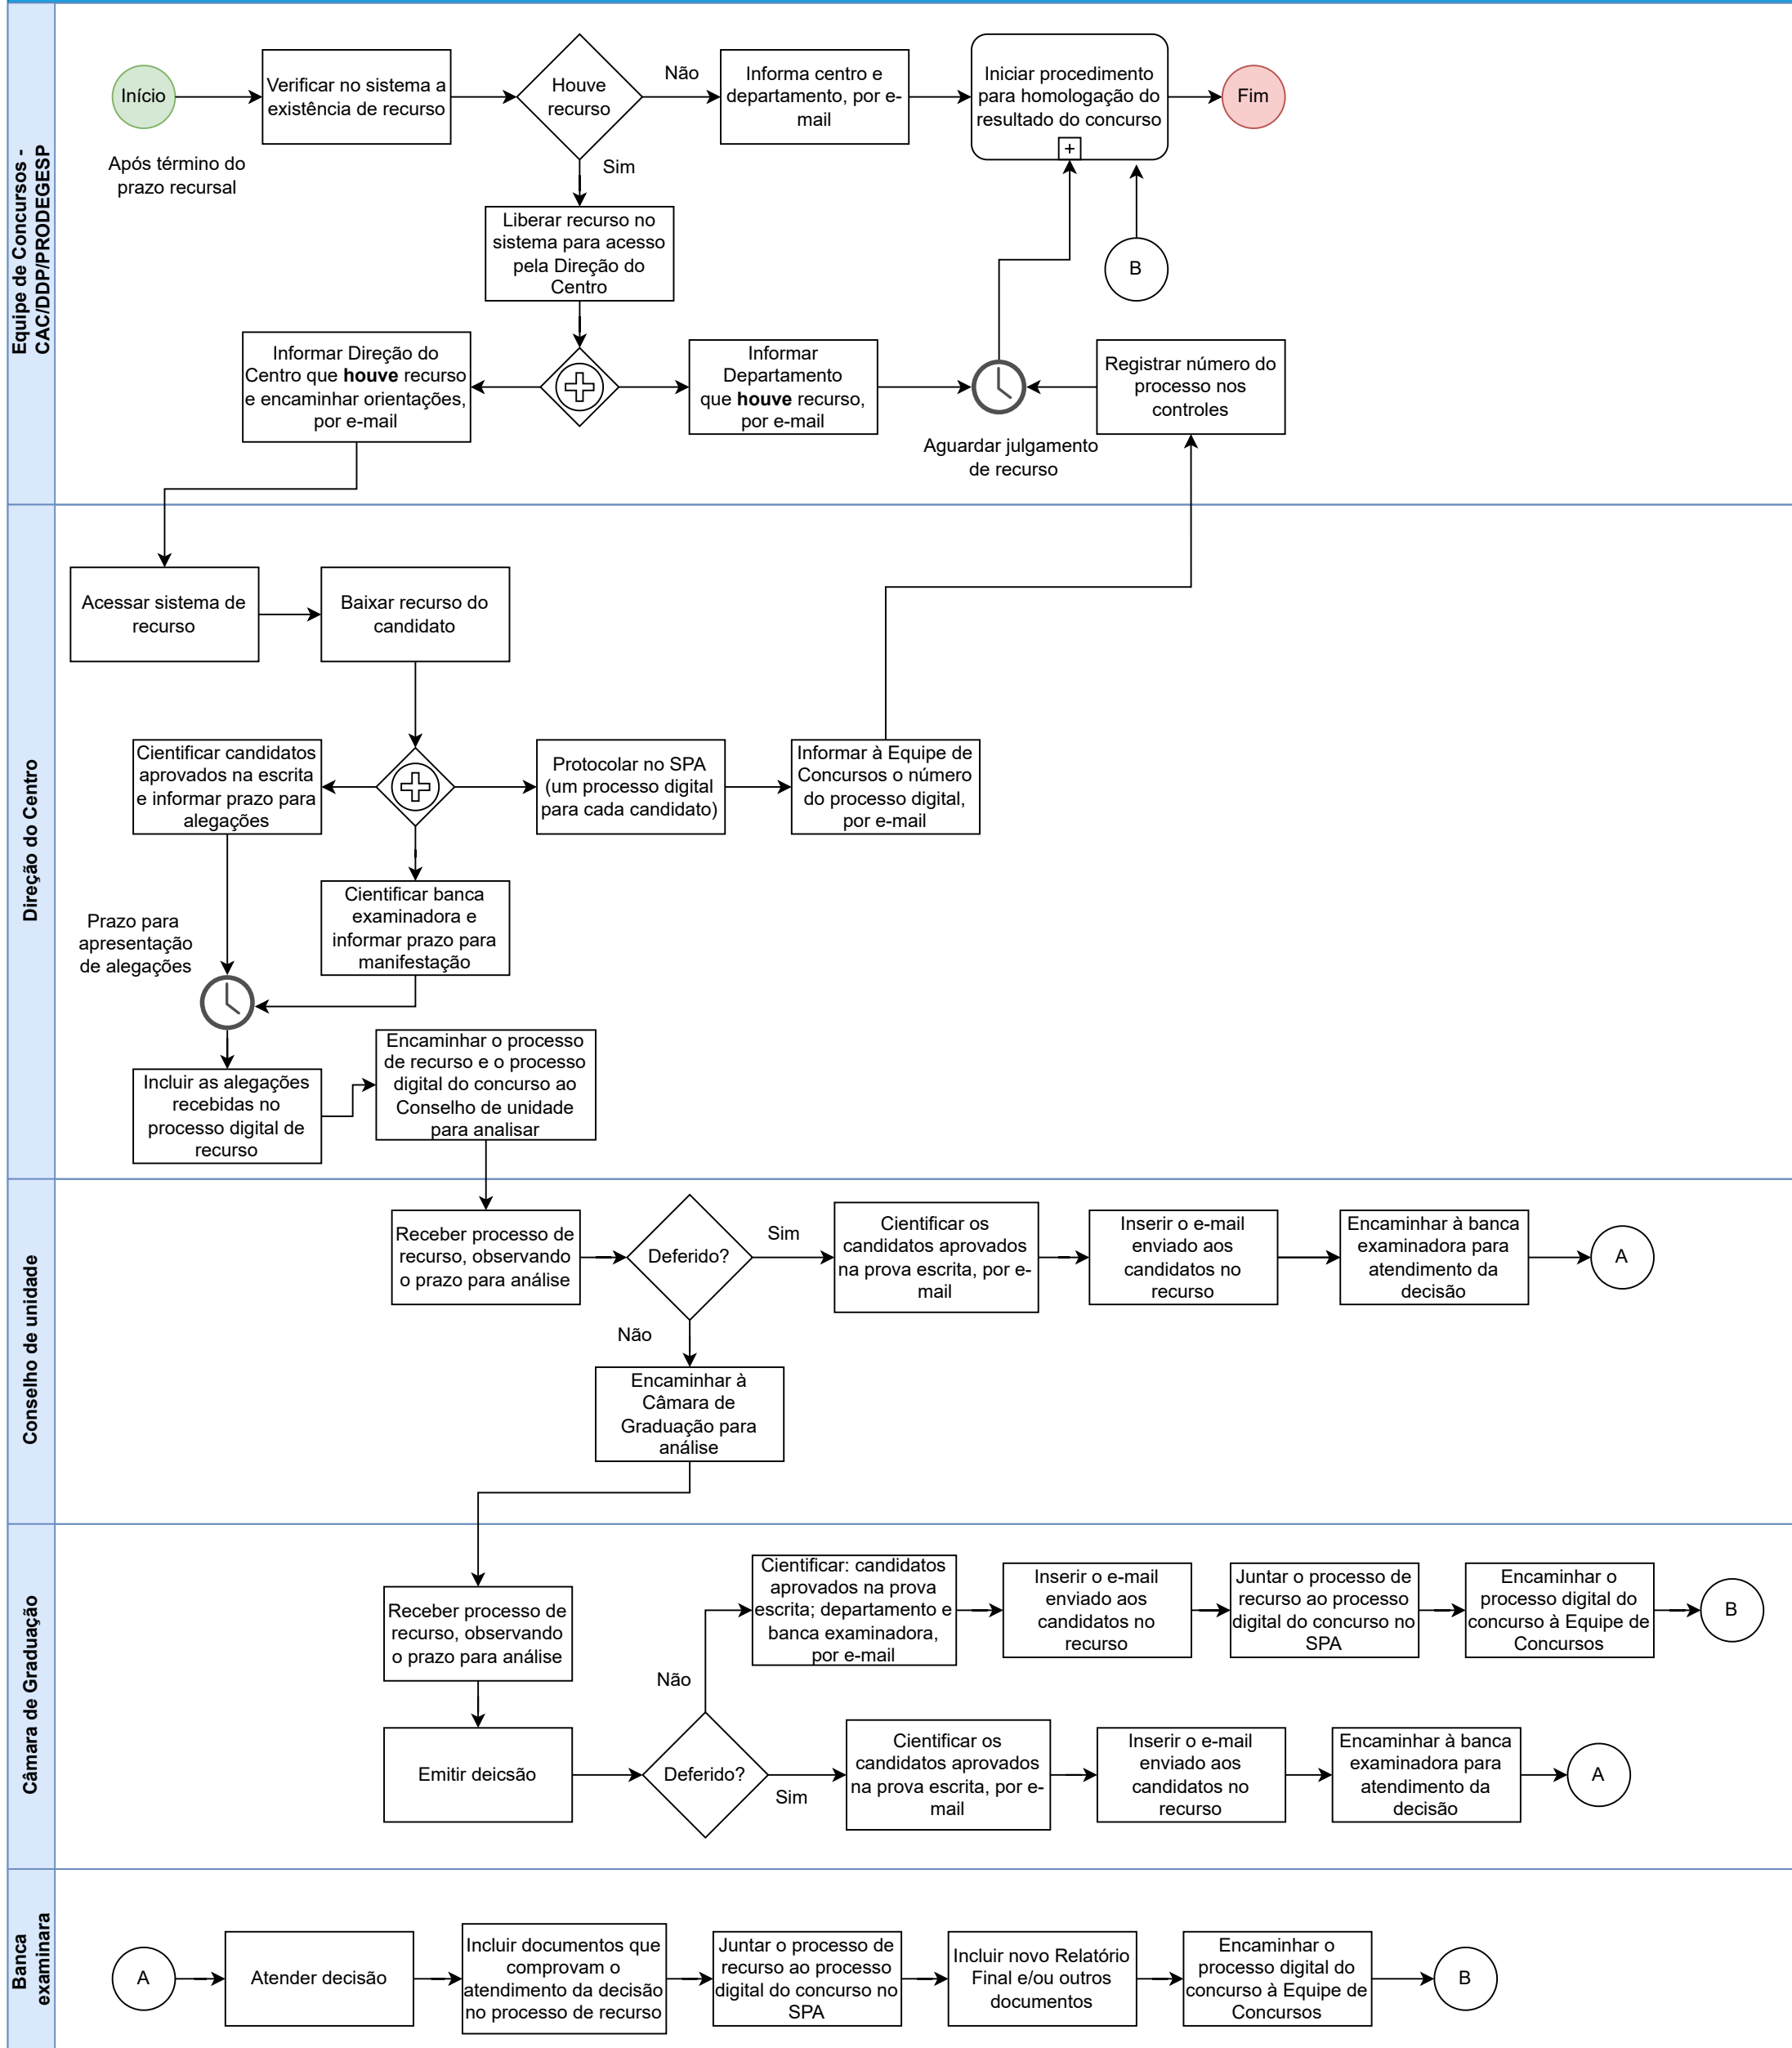 Equipe de Concursos -
CAC/DDP/PRODEGESP
Início
Após término do
prazo recursal
Verificar no sistema a
existência de recurso
Houve
recurso
Não
Sim
Informa centro e
departamento, por e-
mail
Iniciar procedimento
para homologação do
resultado do concurso
Fim
Liberar recurso no
sistema para acesso
pela Direção do
Centro
B
Informar Direção do
Centro que houve recurso
e encaminhar orientações,
por e-mail
Informar
Departamento
que houve recurso,
por e-mail
Aguardar julgamento
de recurso
Registrar número do
processo nos
controles
Direção do Centro
Acessar sistema de
recurso
Baixar recurso do
candidato
Cientificar candidatos
aprovados na escrita
e informar prazo para
alegações
Protocolar no SPA
(um processo digital
para cada candidato)
Informar à Equipe de
Concursos o número
do processo digital,
por e-mail
Cientificar banca
examinadora e
informar prazo para
manifestação
Prazo para
apresentação
de alegações
Incluir as alegações
recebidas no
processo digital de
recurso
Encaminhar o processo
de recurso e o processo
digital do concurso ao
Conselho de unidade
para analisar
Conselho de unidade
Receber processo de
recurso, observando
o prazo para análise
Deferido?
Sim
Não
Cientificar os
candidatos aprovados
na prova escrita, por e-
mail
Inserir o e-mail
enviado aos
candidatos no
recurso
Encaminhar à banca
examinadora para
atendimento da
decisão
A
Encaminhar à
Câmara de
Graduação para
análise
Câmara de Graduação
Receber processo de
recurso, observando
o prazo para análise
Emitir deicsão
Deferido?
Não
Sim
Cientificar: candidatos
aprovados na prova
escrita; departamento e
banca examinadora,
por e-mail
Inserir o e-mail
enviado aos
candidatos no
recurso
Juntar o processo de
recurso ao processo
digital do concurso no
SPA
Encaminhar o
processo digital do
concurso à Equipe de
Concursos
B
Cientificar os
candidatos aprovados
na prova escrita, por e-
mail
Inserir o e-mail
enviado aos
candidatos no
recurso
Encaminhar à banca
examinadora para
atendimento da
decisão
A
Banca
examinara
A
Atender decisão
Incluir documentos que
comprovam o
atendimento da decisão
no processo de recurso
Juntar o processo de
recurso ao processo
digital do concurso no
SPA
Incluir novo Relatório
Final e/ou outros
documentos
Encaminhar o
processo digital do
concurso à Equipe de
Concursos
B